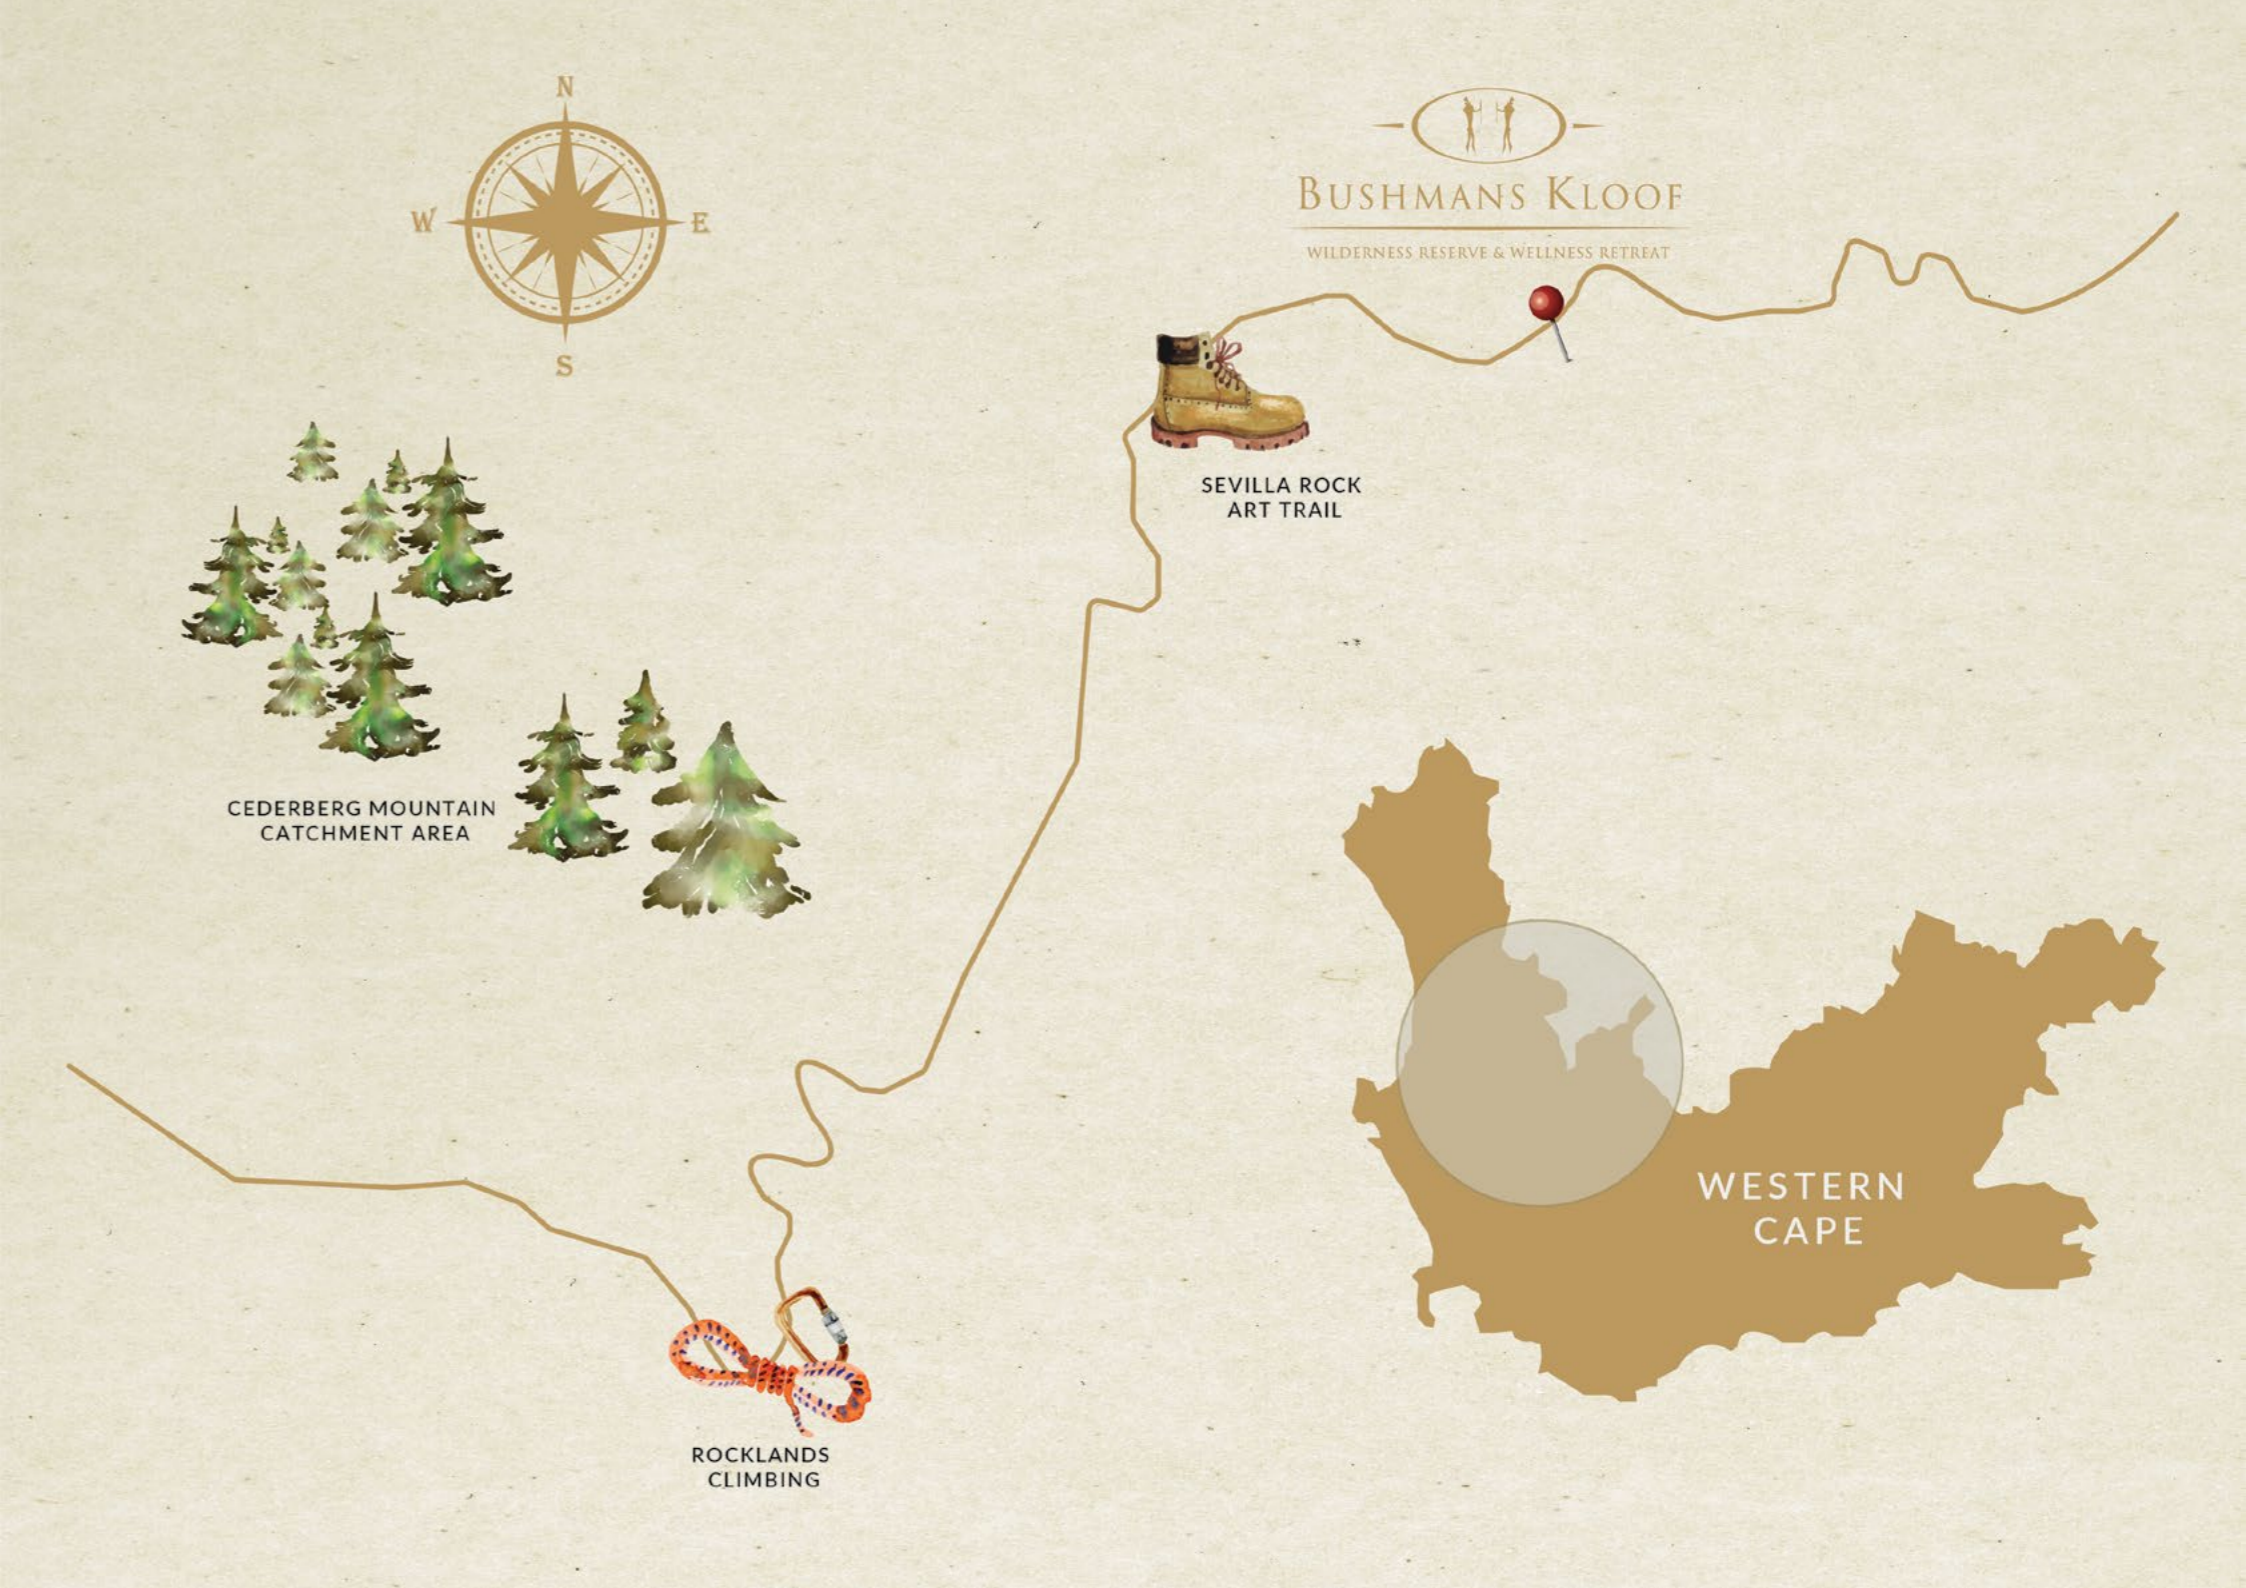 N
W
E
S
BUSHMANS KLOOF
WILDERNESS RESERVE & WELLNESS RETREAT
SEVILLA ROCK
ART TRAIL
CEDERBERG MOUNTAIN
CATCHMENT AREA
WESTERN
CAPE
ROCKLANDS
CLIMBING